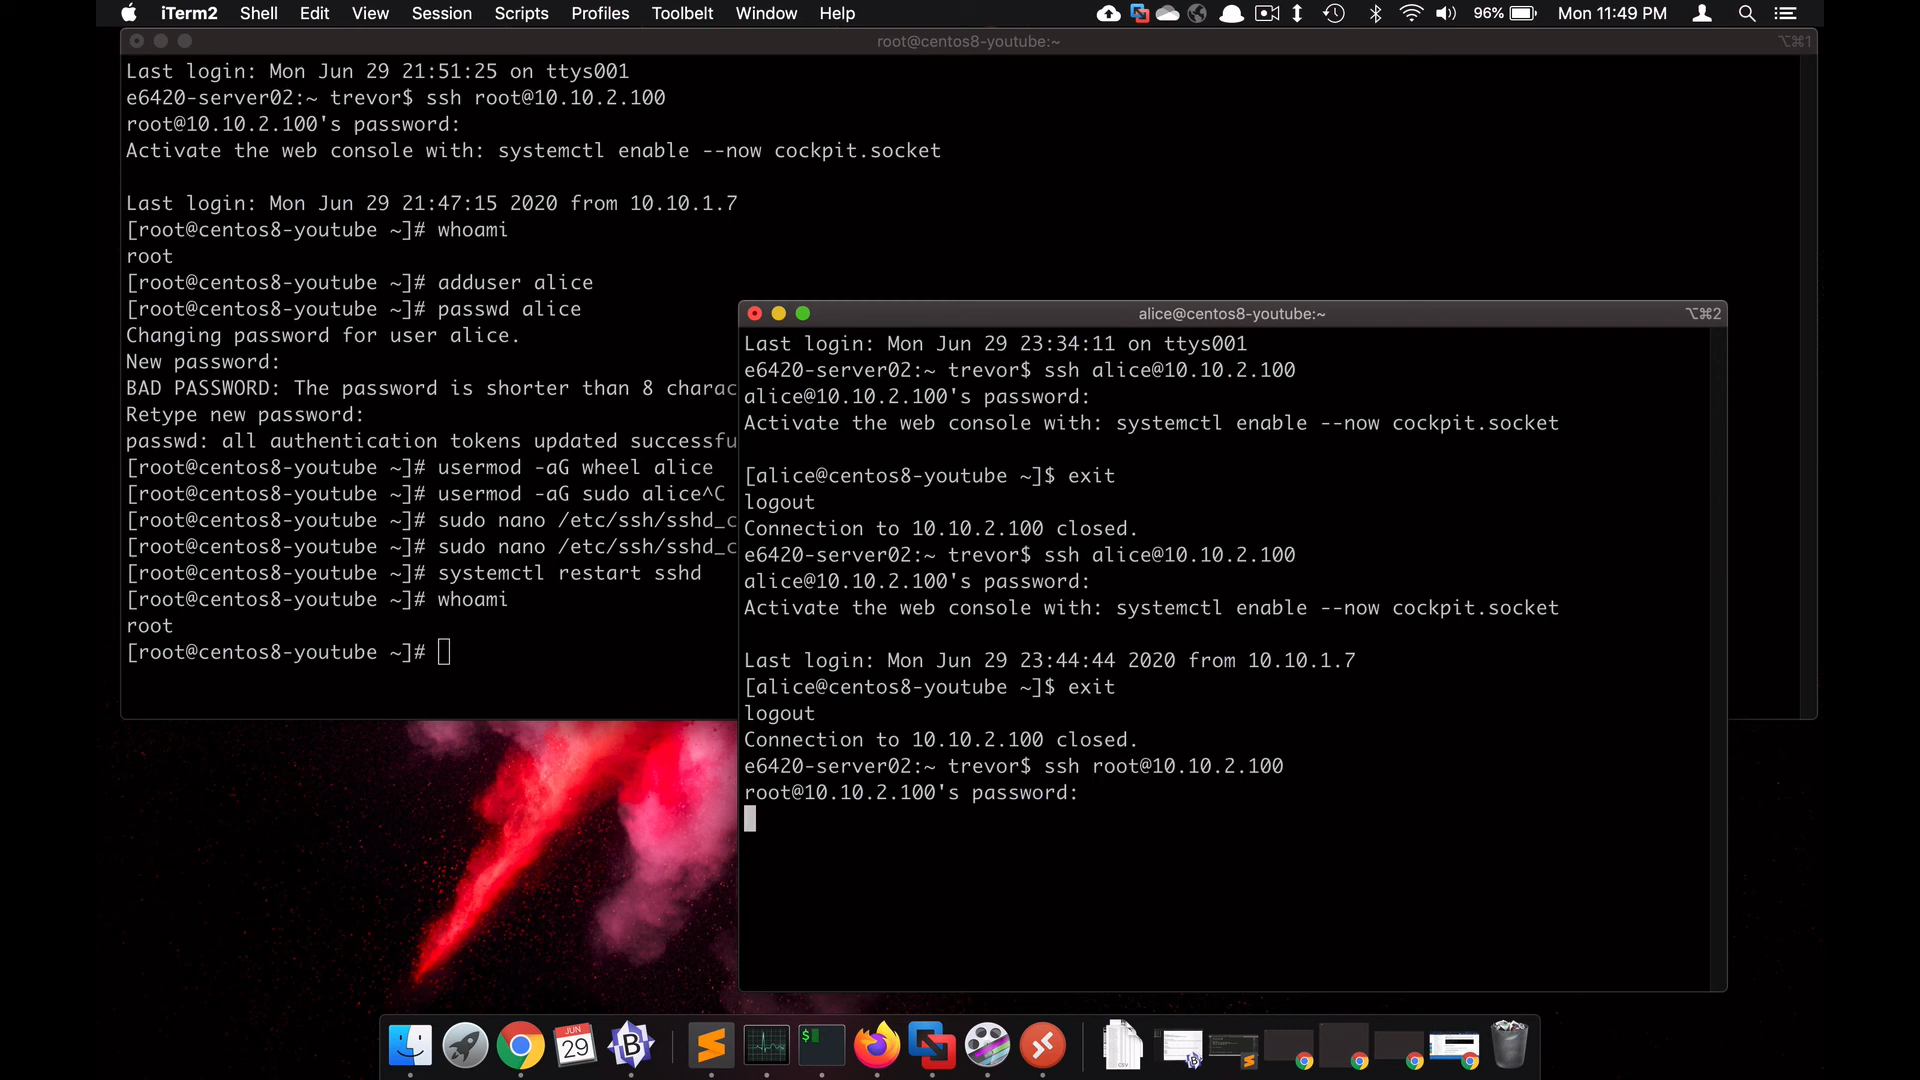 iTerm2 Shell Edit View Session Scripts Profiles Toolbelt Window Help 96% Mon 11:49 PM
root@centos8-youtube:~ ⌥⌘1
Last login: Mon Jun 29 21:51:25 on ttys001
e6420-server02:~ trevor$ ssh root@10.10.2.100
root@10.10.2.100's password:
Activate the web console with: systemctl enable --now cockpit.socket
Last login: Mon Jun 29 21:47:15 2020 from 10.10.1.7
[root@centos8-youtube ~]# whoami
root
[root@centos8-youtube ~]# adduser alice
[root@centos8-youtube ~]# passwd alice
Changing password for user alice.
New password:
BAD PASSWORD: The password is shorter than 8 charac
Retype new password:
passwd: all authentication tokens updated successfu
[root@centos8-youtube ~]# usermod -aG wheel alice
[root@centos8-youtube ~]# usermod -aG sudo alice^C
[root@centos8-youtube ~]# sudo nano /etc/ssh/sshd_c
[root@centos8-youtube ~]# sudo nano /etc/ssh/sshd_c
[root@centos8-youtube ~]# systemctl restart sshd
[root@centos8-youtube ~]# whoami
root
[root@centos8-youtube ~]#
alice@centos8-youtube:~ ⌥⌘2
Last login: Mon Jun 29 23:34:11 on ttys001
e6420-server02:~ trevor$ ssh alice@10.10.2.100
alice@10.10.2.100's password:
Activate the web console with: systemctl enable --now cockpit.socket
[alice@centos8-youtube ~]$ exit
logout
Connection to 10.10.2.100 closed.
e6420-server02:~ trevor$ ssh alice@10.10.2.100
alice@10.10.2.100's password:
Activate the web console with: systemctl enable --now cockpit.socket
Last login: Mon Jun 29 23:44:44 2020 from 10.10.1.7
[alice@centos8-youtube ~]$ exit
logout
Connection to 10.10.2.100 closed.
e6420-server02:~ trevor$ ssh root@10.10.2.100
root@10.10.2.100's password:
JUN
29
B
$
CSV